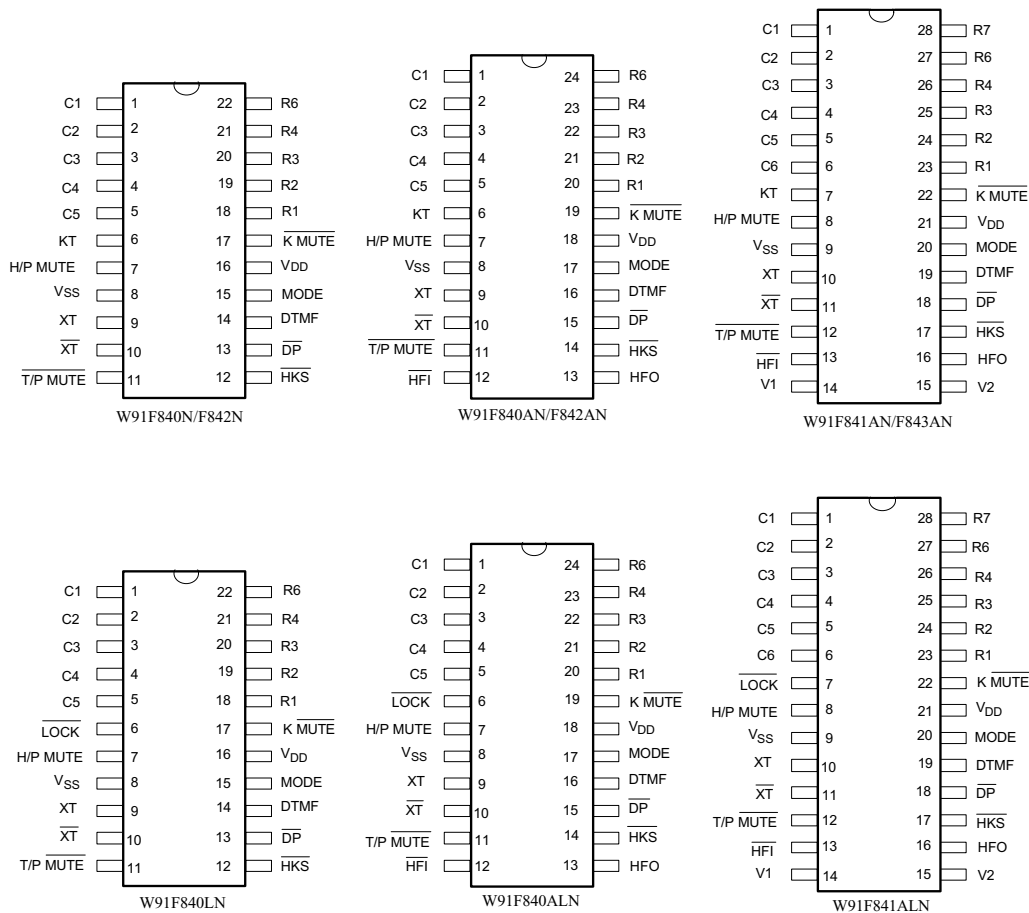 C1 1 22 R6
C2 2 21 R4
C3 3 20 R3
C4 4 19 R2
C5 5 18 R1
KT 6 17 K MUTE
H/P MUTE 7 16 VDD
VSS 8 15 MODE
XT 9 14 DTMF
XT 10 13 DP
T/P MUTE 11 12 HKS
W91F840N/F842N
C1 1 24 R6
C2 2 23 R4
C3 3 22 R3
C4 4 21 R2
C5 5 20 R1
KT 6 19 K MUTE
H/P MUTE 7 18 VDD
VSS 8 17 MODE
XT 9 16 DTMF
XT 10 15 DP
T/P MUTE 11 14 HKS
HFI 12 13 HFO
W91F840AN/F842AN
C1 1 28 R7
C2 2 27 R6
C3 3 26 R4
C4 4 25 R3
C5 5 24 R2
C6 6 23 R1
KT 7 22 K MUTE
H/P MUTE 8 21 VDD
VSS 9 20 MODE
XT 10 19 DTMF
XT 11 18 DP
T/P MUTE 12 17 HKS
HFI 13 16 HFO
V1 14 15 V2
W91F841AN/F843AN
C1 1 22 R6
C2 2 21 R4
C3 3 20 R3
C4 4 19 R2
C5 5 18 R1
LOCK 6 17 K MUTE
H/P MUTE 7 16 VDD
VSS 8 15 MODE
XT 9 14 DTMF
XT 10 13 DP
T/P MUTE 11 12 HKS
W91F840LN
C1 1 24 R6
C2 2 23 R4
C3 3 22 R3
C4 4 21 R2
C5 5 20 R1
LOCK 6 19 K MUTE
H/P MUTE 7 18 VDD
VSS 8 17 MODE
XT 9 16 DTMF
XT 10 15 DP
T/P MUTE 11 14 HKS
HFI 12 13 HFO
W91F840ALN
C1 1 28 R7
C2 2 27 R6
C3 3 26 R4
C4 4 25 R3
C5 5 24 R2
C6 6 23 R1
LOCK 7 22 K MUTE
H/P MUTE 8 21 VDD
VSS 9 20 MODE
XT 10 19 DTMF
XT 11 18 DP
T/P MUTE 12 17 HKS
HFI 13 16 HFO
V1 14 15 V2
W91F841ALN